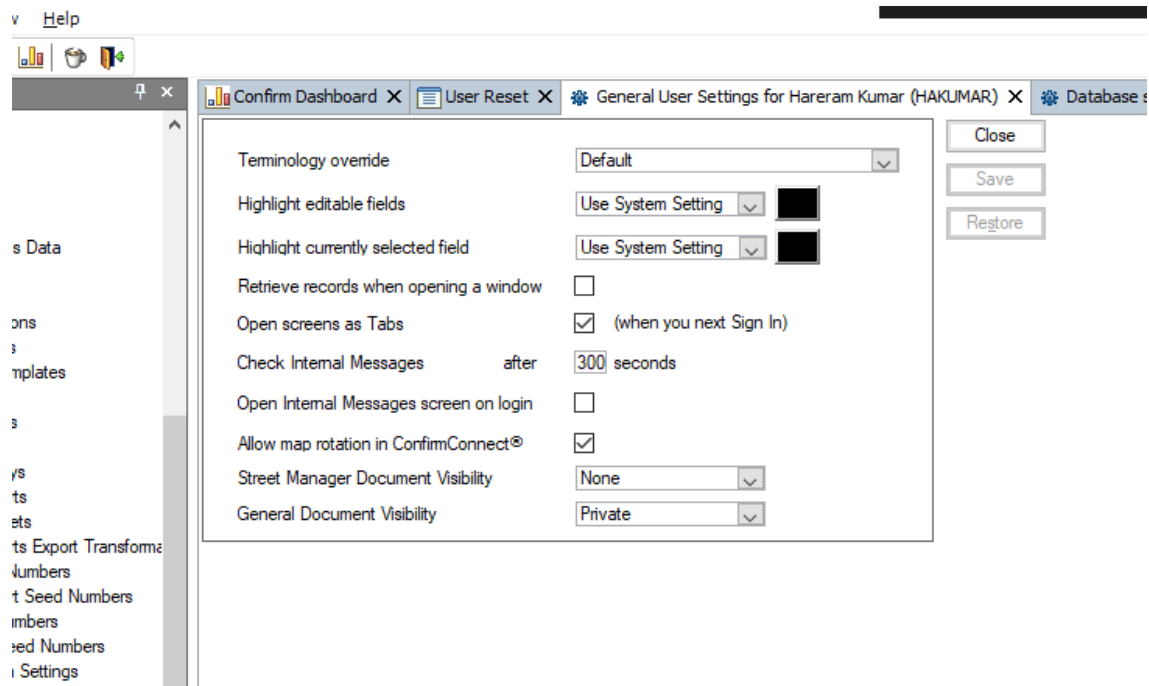 Help
Confirm Dashboard
User Reset
General User Settings for Hareram Kumar (HAKUMAR)
Database s
Terminology override
Default
Close
Highlight editable fields
Use System Setting
Save
Highlight currently selected field
Use System Setting
Restore
Retrieve records when opening a window
Open screens as Tabs
(when you next Sign In)
Check Internal Messages after 300 seconds
Open Internal Messages screen on login
Allow map rotation in ConfirmConnect®
Street Manager Document Visibility
None
General Document Visibility
Private
s Data
ons
s
mplates
s
ys
ts
ets
ts Export Transforma
Numbers
t Seed Numbers
umbers
eed Numbers
Settings